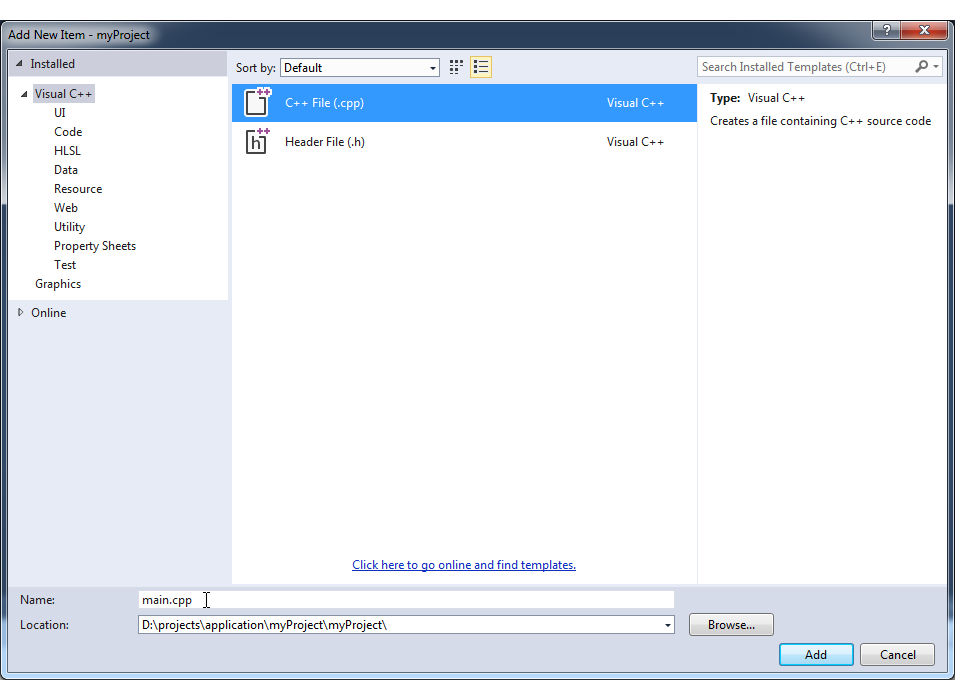 Add New Item - myProject
?
Installed
Sort by: Default
Search Installed Templates (Ctrl+E)
Visual C++
UI
Code
HLSL
Data
Resource
Web
Utility
Property Sheets
Test
Graphics
Online
++
C++ File (.cpp) Visual C++
h++
Header File (.h) Visual C++
Type: Visual C++
Creates a file containing C++ source code
Click here to go online and find templates.
Name: main.cpp
Location: D:\projects\application\myProject\myProject\
Browse...
Add Cancel